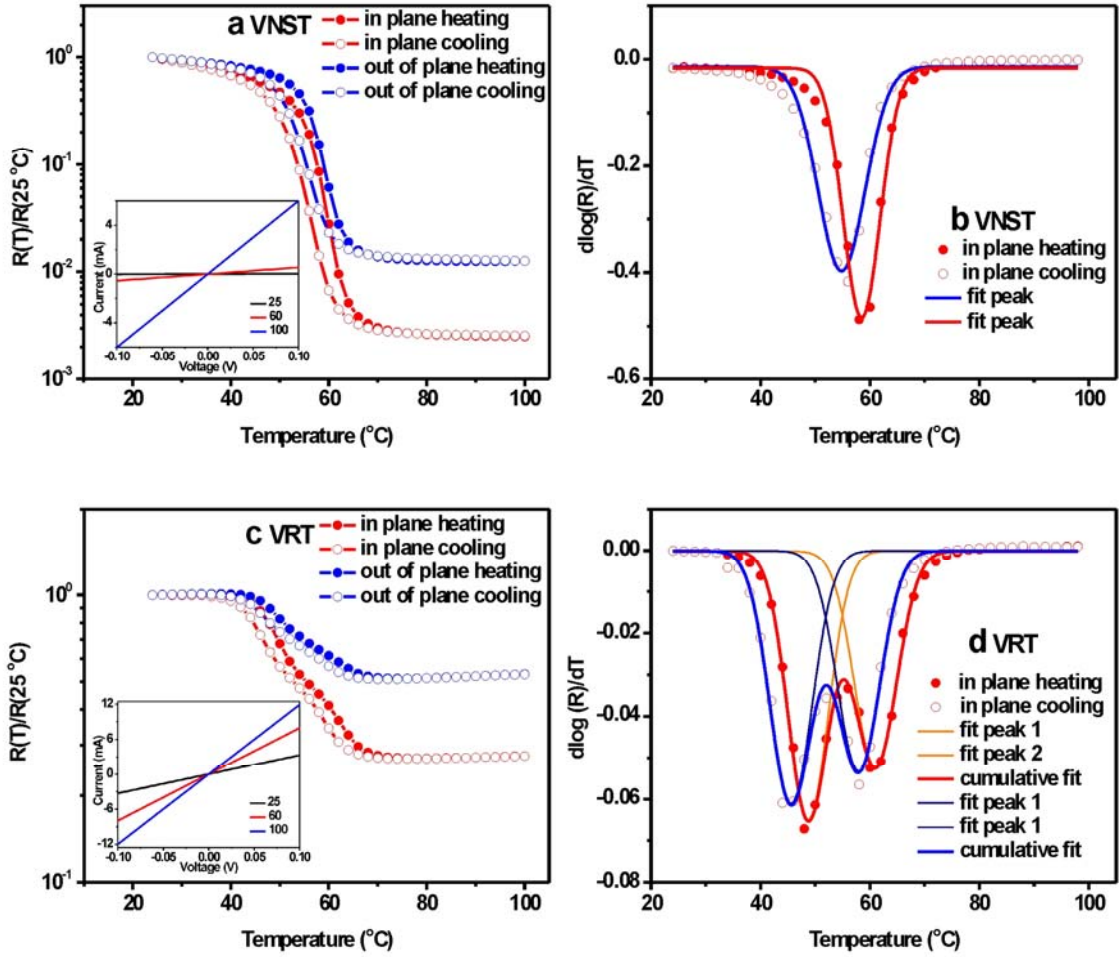 a VNST
in plane heating
in plane cooling
out of plane heating
out of plane cooling
10^0
10^-1
10^-2
10^-3
R(T)/R(25 °C)
20 40 60 80 100
Temperature (°C)
Current (mA)
4
0
-4
25
60
100
-0.10 -0.05 0.00 0.05 0.10
Voltage (V)
0.0
-0.2
-0.4
-0.6
dlog(R)/dT
b VNST
in plane heating
in plane cooling
fit peak
fit peak
20 40 60 80 100
Temperature (°C)
c VRT
in plane heating
in plane cooling
out of plane heating
out of plane cooling
10^0
10^-1
R(T)/R(25 °C)
20 40 60 80 100
Temperature (°C)
Current (mA)
12
6
0
-6
-12
25
60
100
-0.10 -0.05 0.00 0.05 0.10
Voltage (V)
0.00
-0.02
-0.04
-0.06
-0.08
dlog (R)/dT
d VRT
in plane heating
in plane cooling
fit peak 1
fit peak 2
cumulative fit
fit peak 1
fit peak 1
cumulative fit
20 40 60 80 100
Temperature (°C)